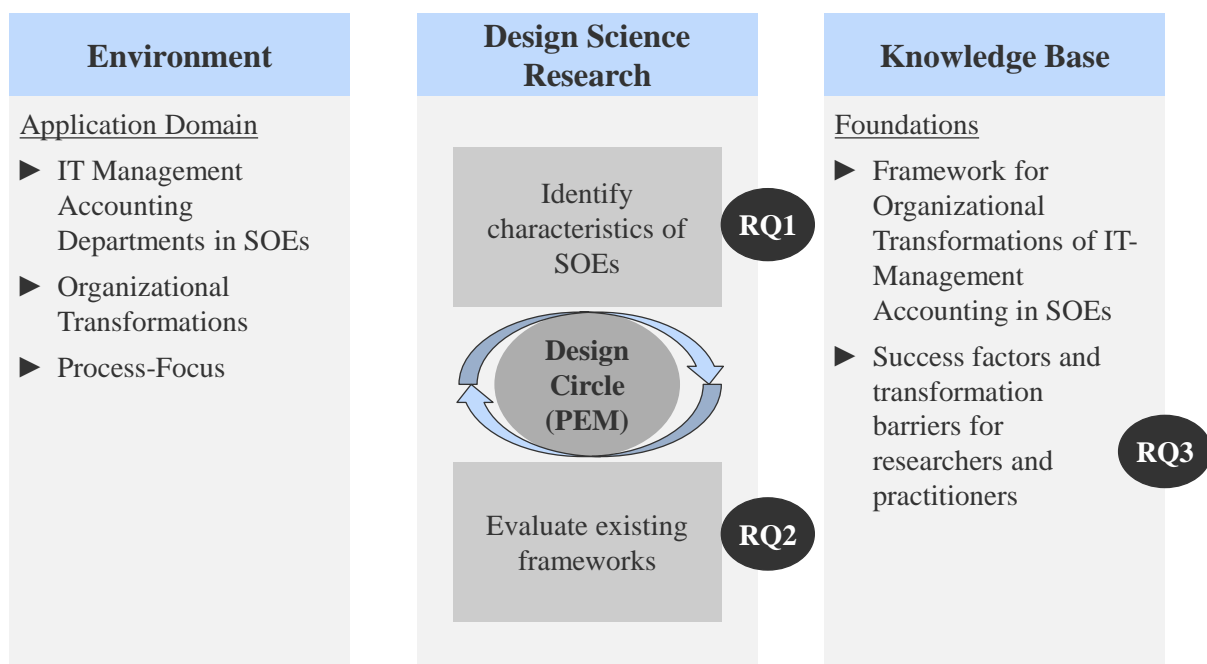 Environment
Application Domain
► IT Management
Accounting
Departments in SOEs
► Organizational
Transformations
► Process-Focus
Design Science
Research
Identify
characteristics of
SOEs
RQ1
Design
Circle
(PEM)
Evaluate existing
frameworks
RQ2
Knowledge Base
Foundations
► Framework for
Organizational
Transformations of IT-
Management
Accounting in SOEs
► Success factors and
transformation
barriers for
researchers and
practitioners
RQ3